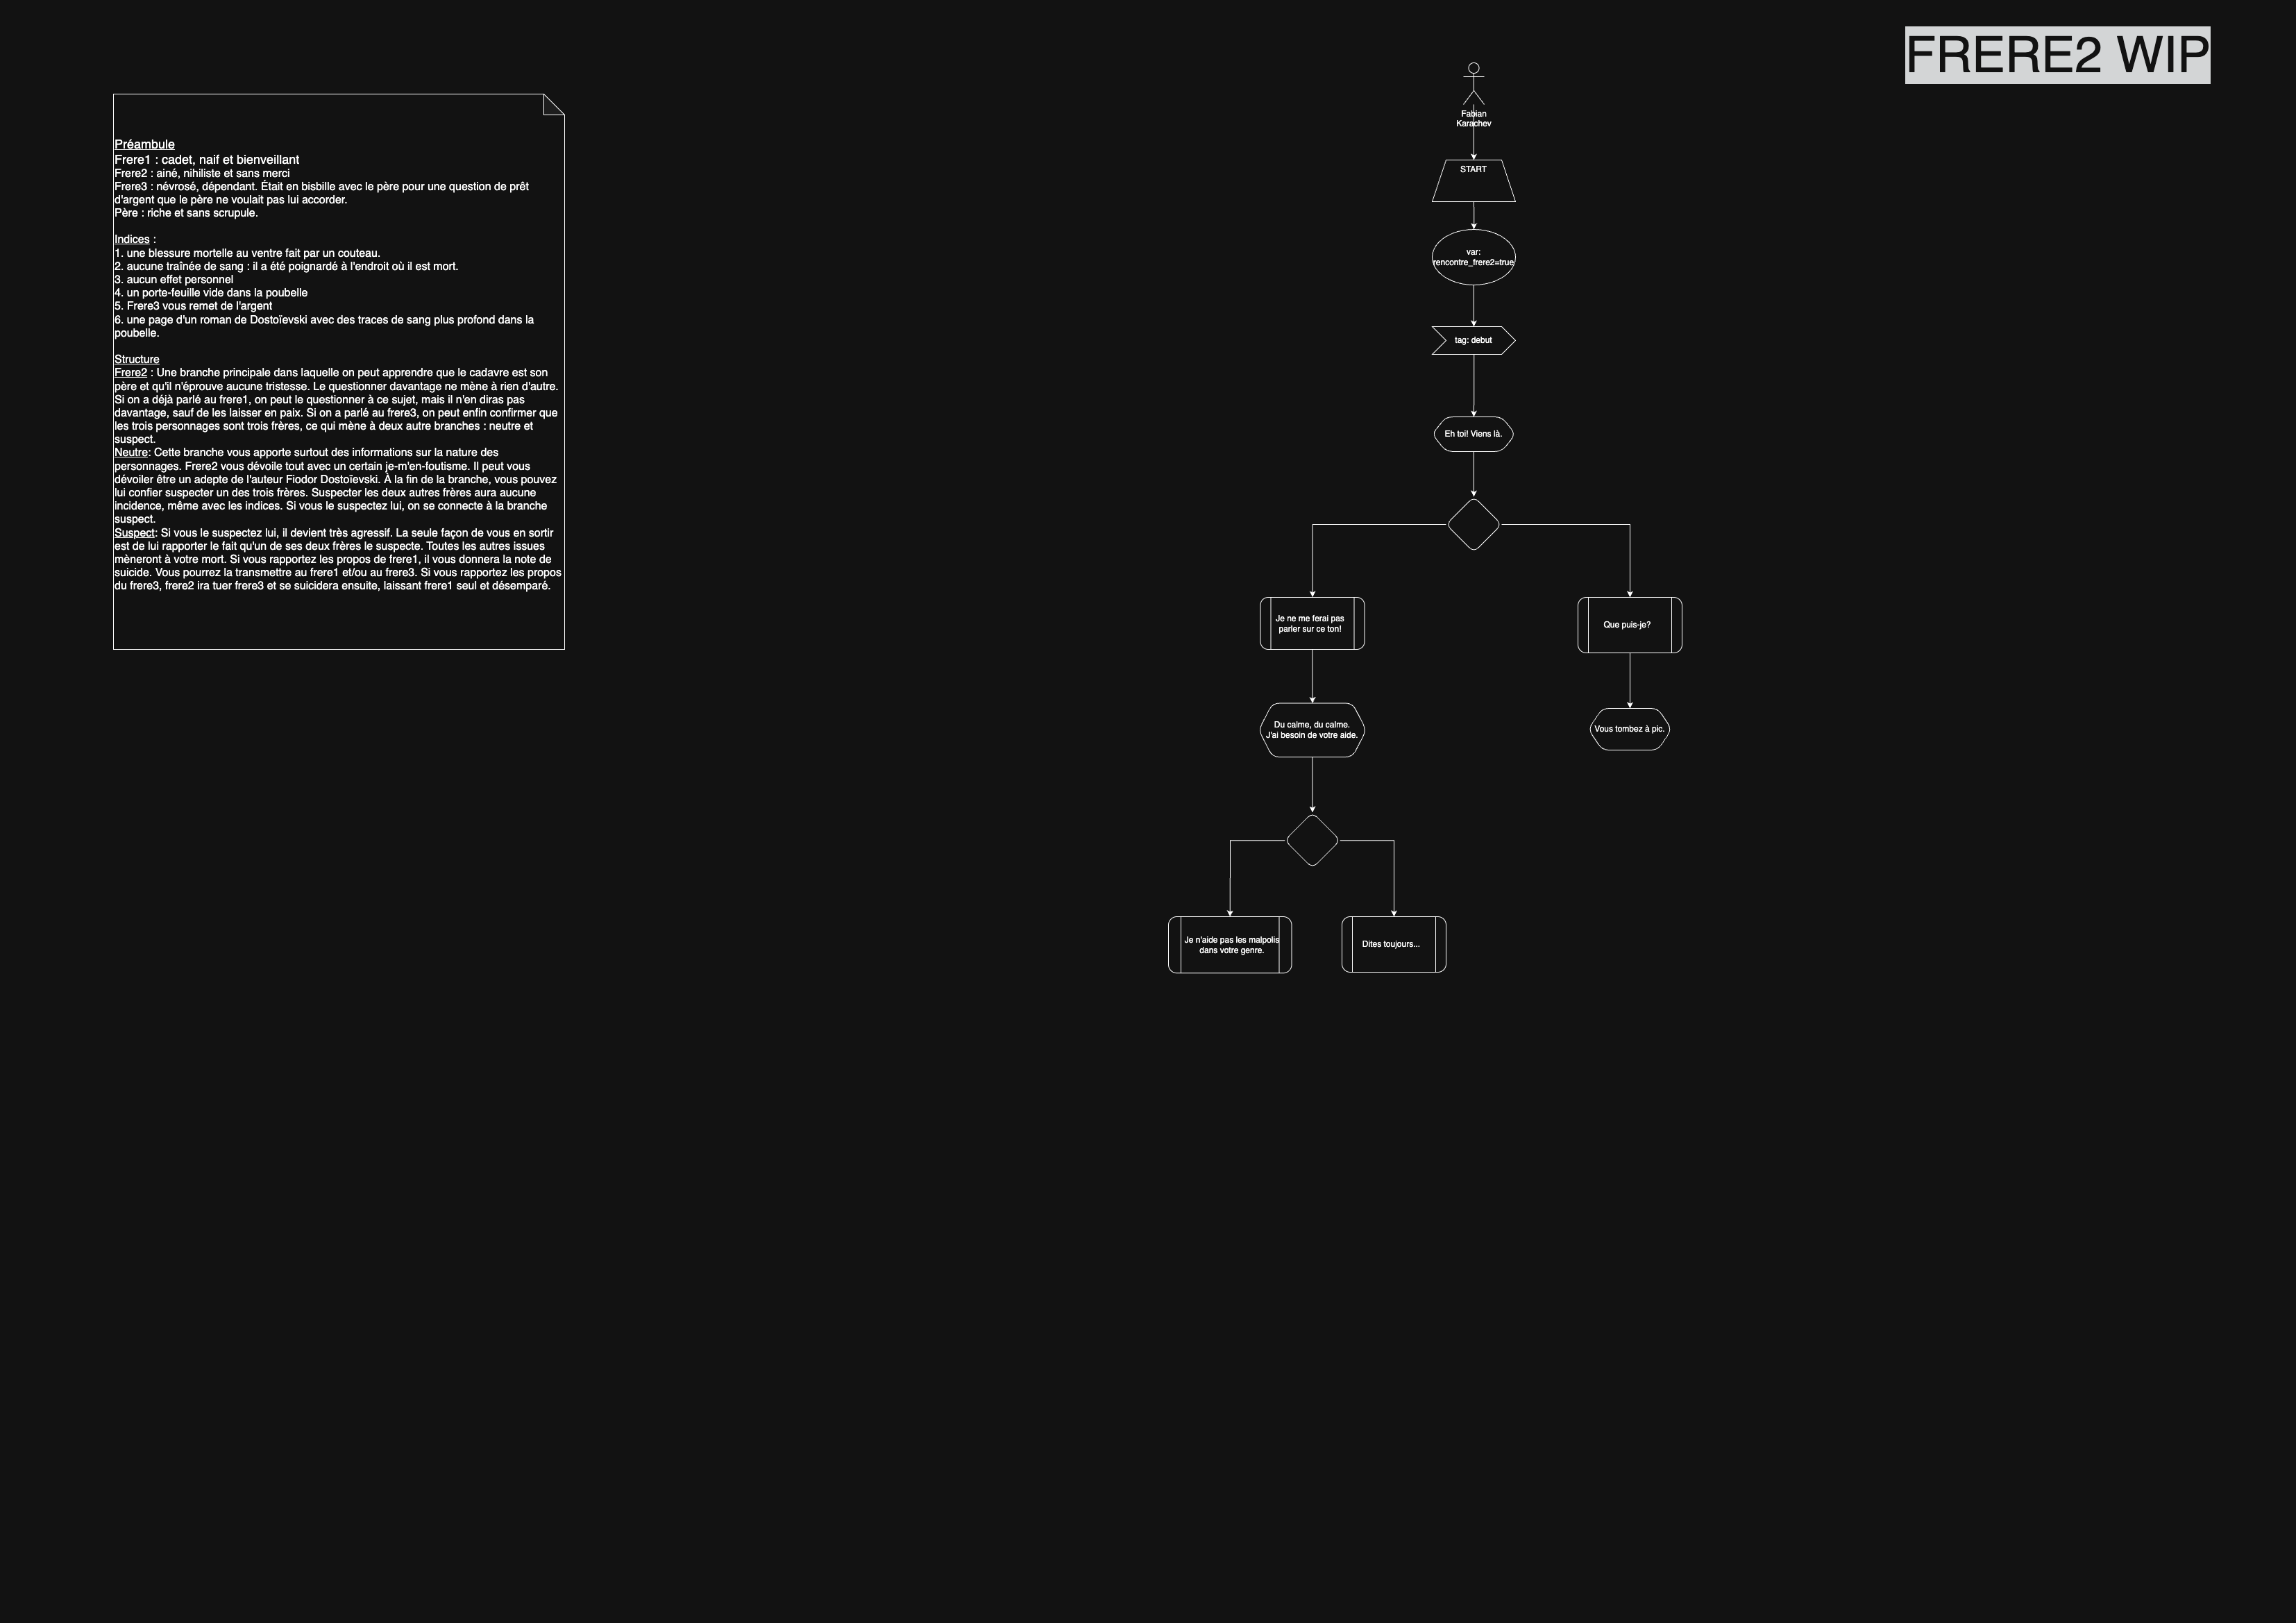 FRERE2 WIP
Préambule
Frere1 : cadet, naif et bienveillant
Frere2 : ainé, nihiliste et sans merci
Frere3 : névrosé, dépendant. Était en bisbille avec le père pour une question de prêt
d'argent que le père ne voulait pas lui accorder.
Père : riche et sans scrupule.
Indices :
1. une blessure mortelle au ventre fait par un couteau.
2. aucune traînée de sang : il a été poignardé à l'endroit où il est mort.
3. aucun effet personnel
4. un porte-feuille vide dans la poubelle
5. Frere3 vous remet de l'argent
6. une page d'un roman de Dostoïevski avec des traces de sang plus profond dans la
poubelle.
Structure
Frere2 : Une branche principale dans laquelle on peut apprendre que le cadavre est son
père et qu'il n'éprouve aucune tristesse. Le questionner davantage ne mène à rien d'autre.
Si on a déjà parlé au frere1, on peut le questionner à ce sujet, mais il n'en diras pas
davantage, sauf de les laisser en paix. Si on a parlé au frere3, on peut enfin confirmer que
les trois personnages sont trois frères, ce qui mène à deux autre branches : neutre et
suspect.
Neutre: Cette branche vous apporte surtout des informations sur la nature des
personnages. Frere2 vous dévoile tout avec un certain je-m'en-foutisme. Il peut vous
dévoiler être un adepte de l'auteur Fiodor Dostoïevski. À la fin de la branche, vous pouvez
lui confier suspecter un des trois frères. Suspecter les deux autres frères aura aucune
incidence, même avec les indices. Si vous le suspectez lui, on se connecte à la branche
suspect.
Suspect: Si vous le suspectez lui, il devient très agressif. La seule façon de vous en sortir
est de lui rapporter le fait qu'un de ses deux frères le suspecte. Toutes les autres issues
mèneront à votre mort. Si vous rapportez les propos de frere1, il vous donnera la note de
suicide. Vous pourrez la transmettre au frere1 et/ou au frere3. Si vous rapportez les propos
du frere3, frere2 ira tuer frere3 et se suicidera ensuite, laissant frere1 seul et désemparé.
Fabian
Karachev
START
var:
rencontre_frere2=true
tag: debut
Eh toi! Viens là.
Je ne me ferai pas
parler sur ce ton!
Que puis-je?
Du calme, du calme.
J'ai besoin de votre aide.
Vous tombez à pic.
Je n'aide pas les malpolis
dans votre genre.
Dites toujours...